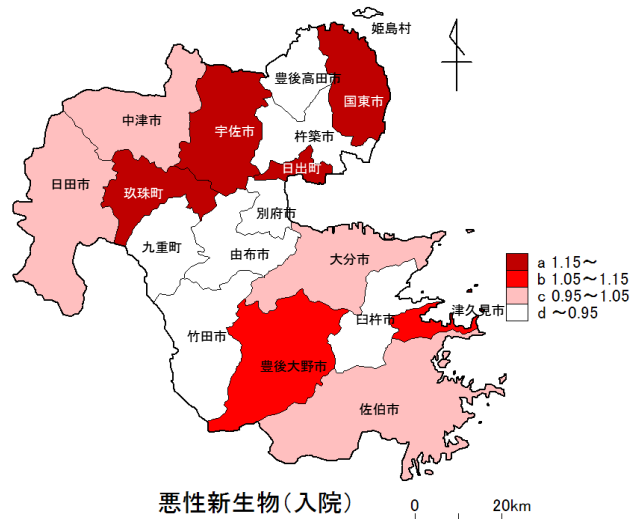 姫島村
豊後高田市
国東市
中津市
宇佐市
杵築市
日出町
日田市
玖珠町
別府市
九重町
由布市
大分市
a 1.15～
b 1.05～1.15
c 0.95～1.05
d ～0.95
津久見市
臼杵市
竹田市
豊後大野市
佐伯市
悪性新生物（入院）
0 20km